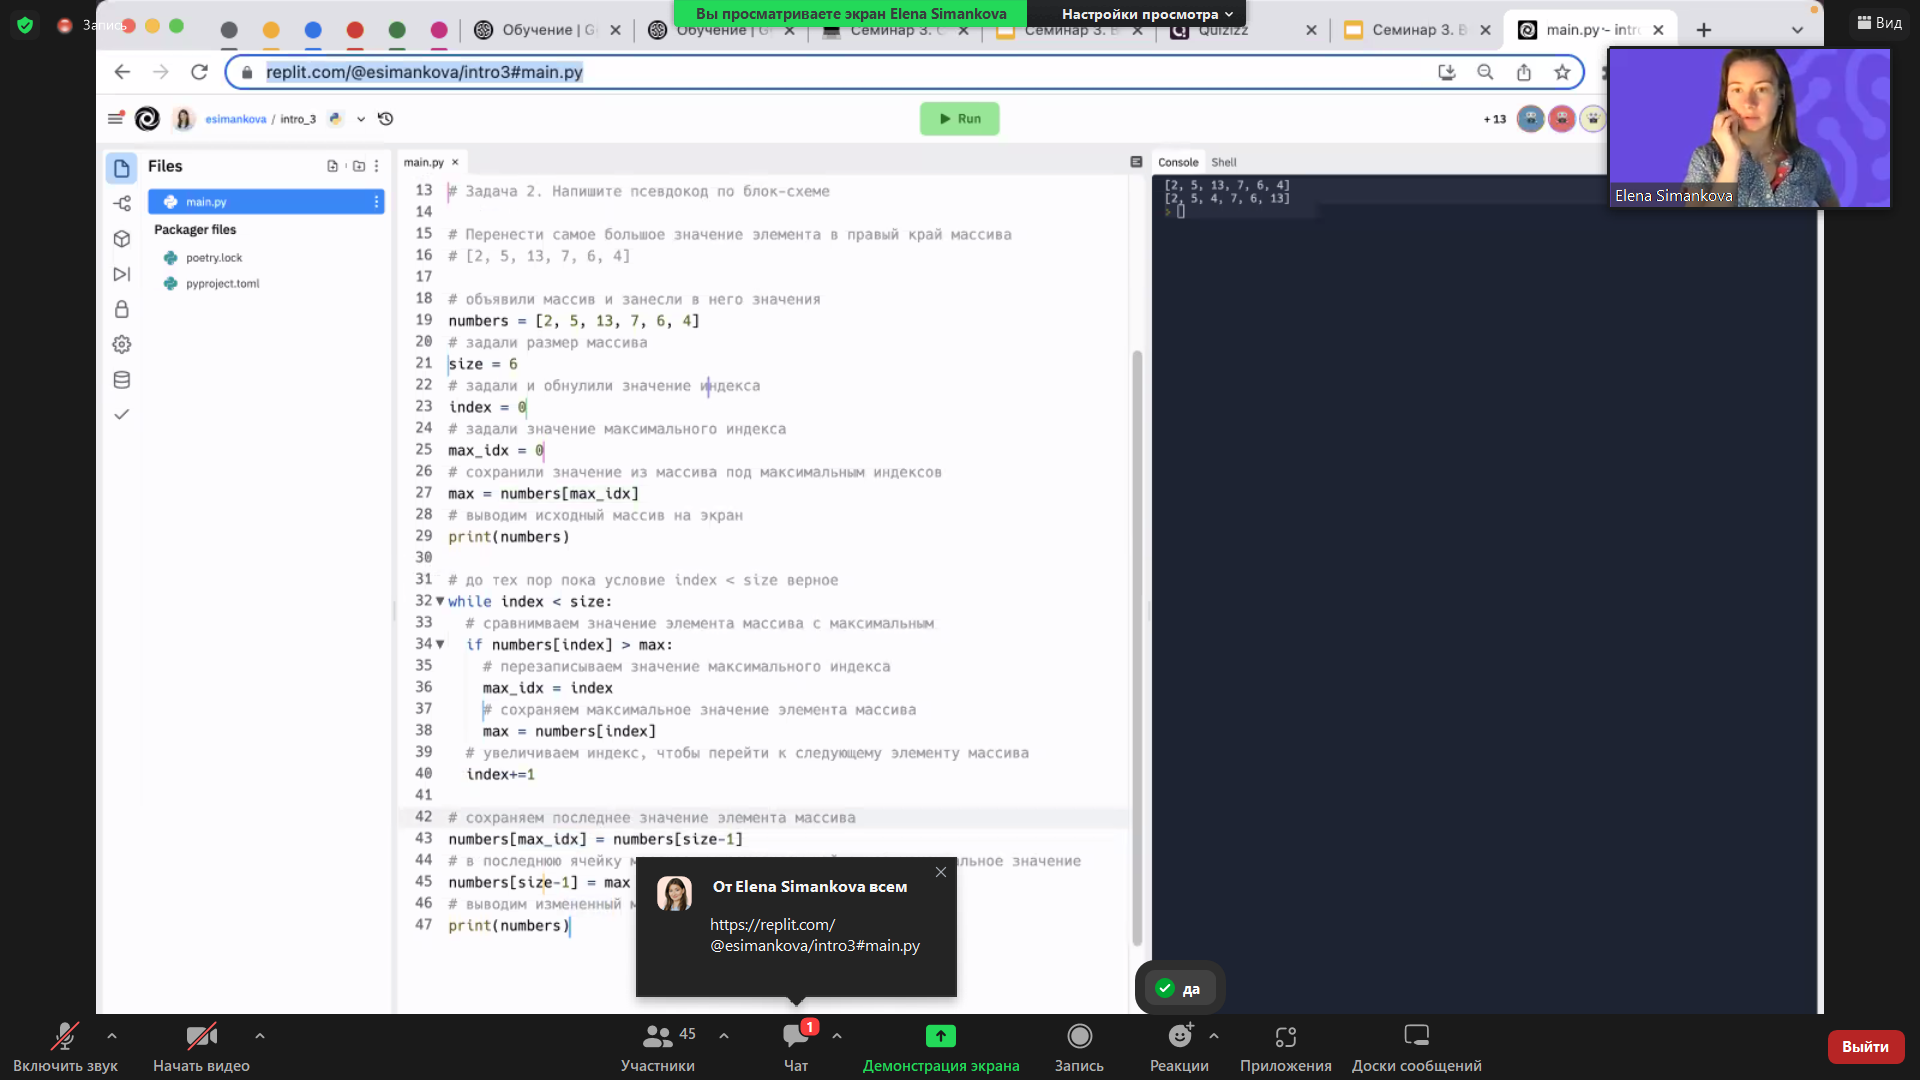 Запись
Вы просматриваете экран Elena Simankova
Настройки просмотра
Вид
Обучение | G
Обучение | G
Семинар 3. С
Семинар 3. В
Quizizz
Семинар 3. В
main.py - intro
replit.com/@esimankova/intro3#main.py
esimankova / intro_3
Run
+ 13
Elena Simankova
Files
main.py
Packager files
poetry.lock
pyproject.toml
main.py
13 # Задача 2. Напишите псевдокод по блок-схеме
14
15 # Перенести самое большое значение элемента в правый край массива
16 # [2, 5, 13, 7, 6, 4]
17
18 # объявили массив и занесли в него значения
19 numbers = [2, 5, 13, 7, 6, 4]
20 # задали размер массива
21 size = 6
22 # задали и обнулили значение индекса
23 index = 0
24 # задали значение максимального индекса
25 max_idx = 0
26 # сохранили значение из массива под максимальным индексов
27 max = numbers[max_idx]
28 # выводим исходный массив на экран
29 print(numbers)
30
31 # до тех пор пока условие index < size верное
32 while index < size:
33 # сравнимваем значение элемента массива с максимальным
34 if numbers[index] > max:
35 # перезаписываем значение максимального индекса
36 max_idx = index
37 # сохраняем максимальное значение элемента массива
38 max = numbers[index]
39 # увеличиваем индекс, чтобы перейти к следующему элементу массива
40 index+=1
41
42 # сохраняем последнее значение элемента массива
43 numbers[max_idx] = numbers[size-1]
44 # в последнюю ячейку м льное значение
45 numbers[size-1] = max
46 # выводим измененный м
47 print(numbers)
Console
Shell
[2, 5, 13, 7, 6, 4]
[2, 5, 4, 7, 6, 13]
>
От Elena Simankova всем
https://replit.com/
@esimankova/intro3#main.py
да
Включить звук
Начать видео
45
Участники
1
Чат
Демонстрация экрана
Запись
Реакции
Приложения
Доски сообщений
Выйти